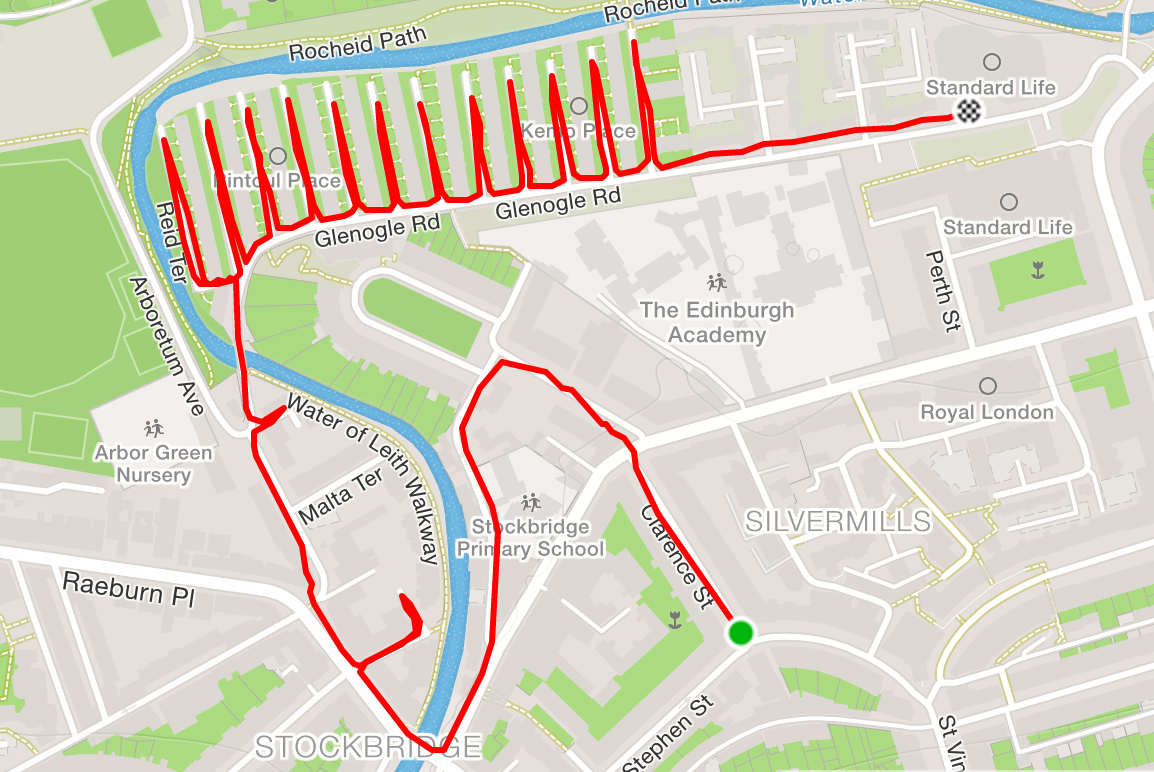 Rocheid Path
Water
Rocheid Path
Standard Life
Kemp Place
Rintoul Place
Glenogle Rd
Glenogle Rd
Reid Ter
Standard Life
Perth St
Arboretum Ave
The Edinburgh
Academy
Royal London
Water of Leith Walkway
Arbor Green
Nursery
Malta Ter
Stockbridge
Primary School
SILVERMILLS
Clarence St
Raeburn Pl
STOCKBRIDGE
Stephen St
St Vin